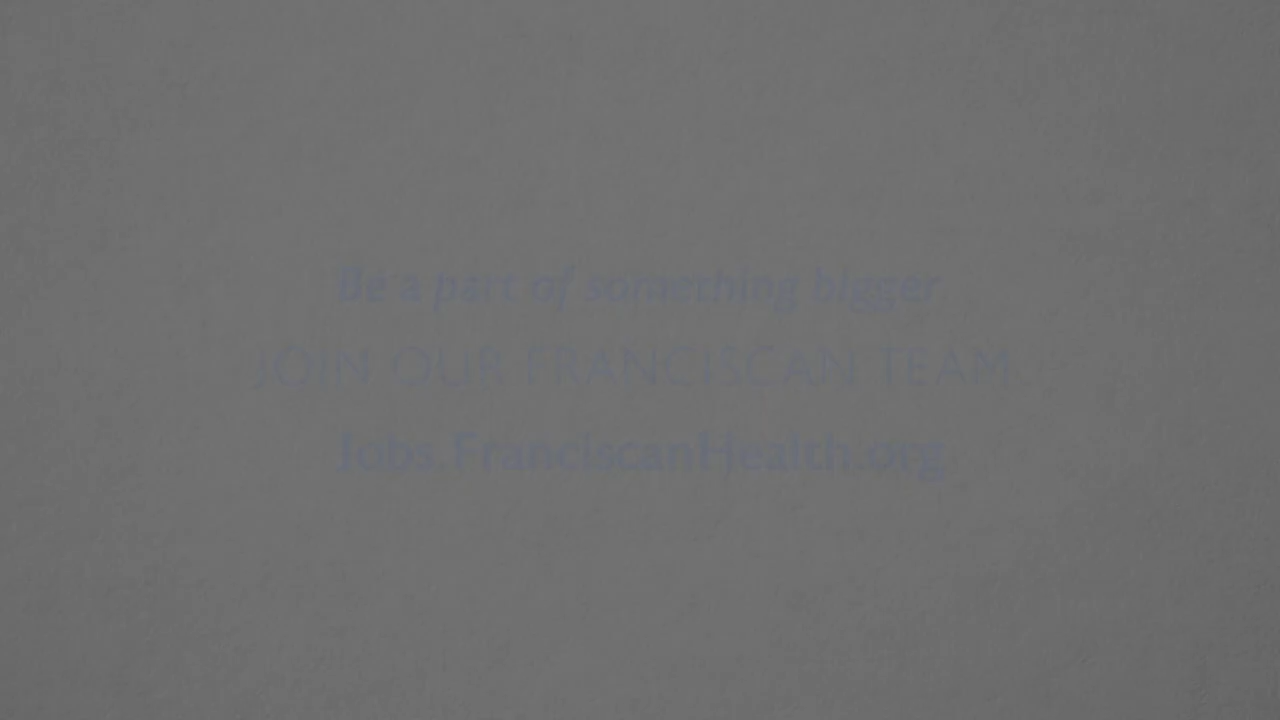 Be a part of something bigger.
JOIN OUR FRANCISCAN TEAM.
Jobs.FranciscanHealth.org